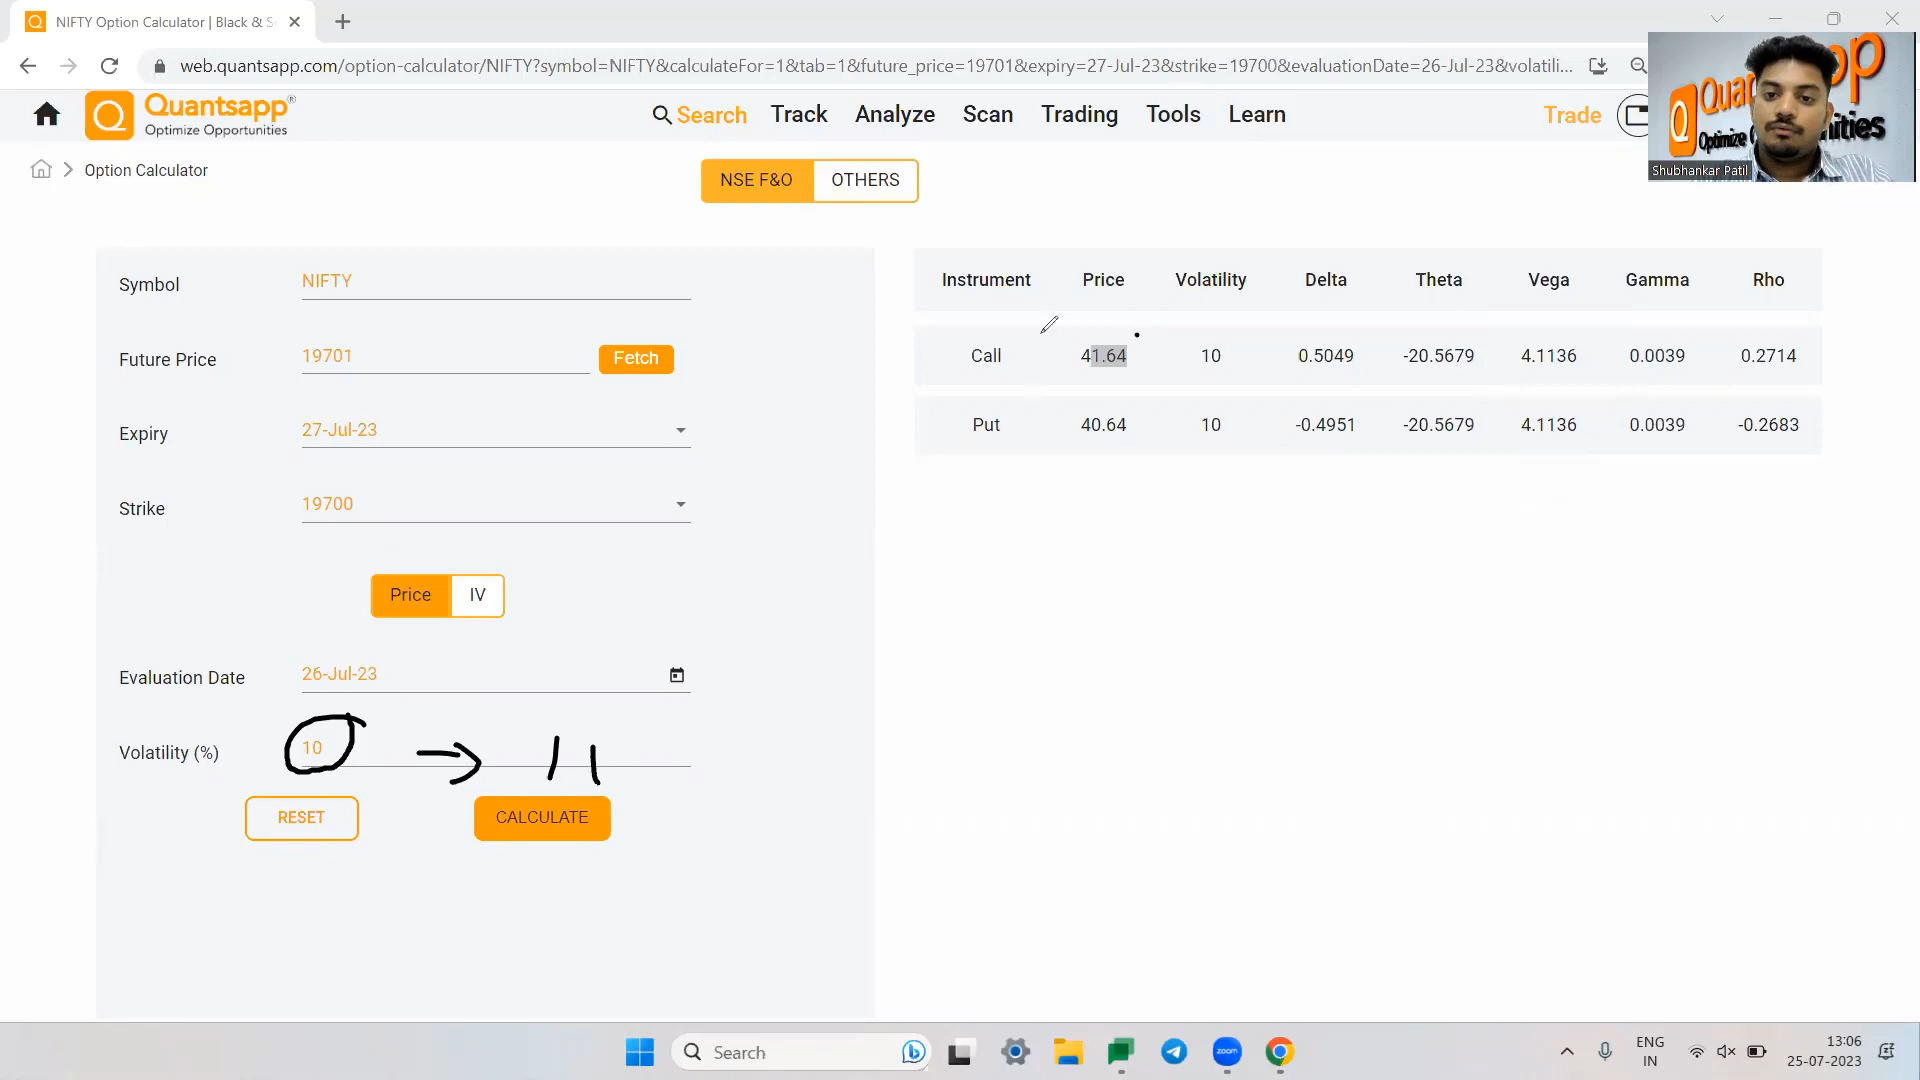 NIFTY Option Calculator | Black & S
web.quantsapp.com/option-calculator/NIFTY?symbol=NIFTY&calculateFor=1&tab=1&future_price=19701&expiry=27-Jul-23&strike=19700&evaluationDate=26-Jul-23&volatili...
Quantsapp®
Optimize Opportunities
Search Track Analyze Scan Trading Tools Learn
Trade
Quantsapp
Optimize Opportunities
Shubhankar Patil
Option Calculator
NSE F&O OTHERS
Symbol NIFTY
Future Price 19701 Fetch
Expiry 27-Jul-23
Strike 19700
Price IV
Evaluation Date 26-Jul-23
Volatility (%) 10 → 11
RESET CALCULATE
Instrument Price Volatility Delta Theta Vega Gamma Rho
Call 41.64 10 0.5049 -20.5679 4.1136 0.0039 0.2714
Put 40.64 10 -0.4951 -20.5679 4.1136 0.0039 -0.2683
Search
zoom
ENG
IN
13:06
25-07-2023